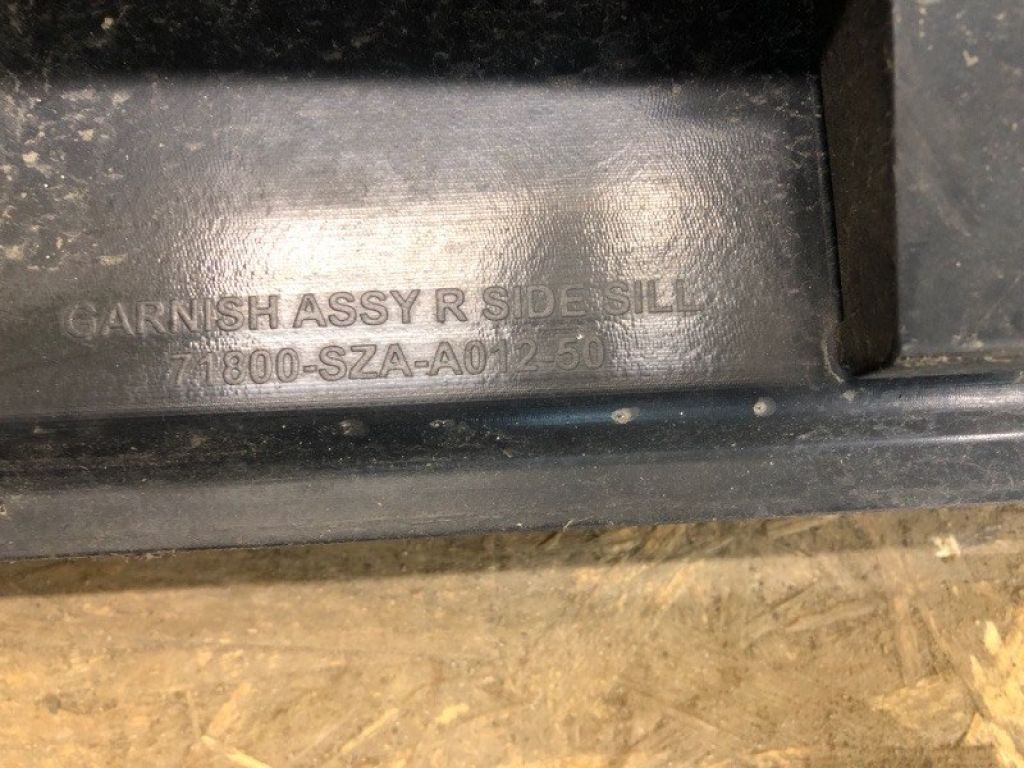 GARNISH ASSY R SIDE SILL
71800-SZA-A012-50